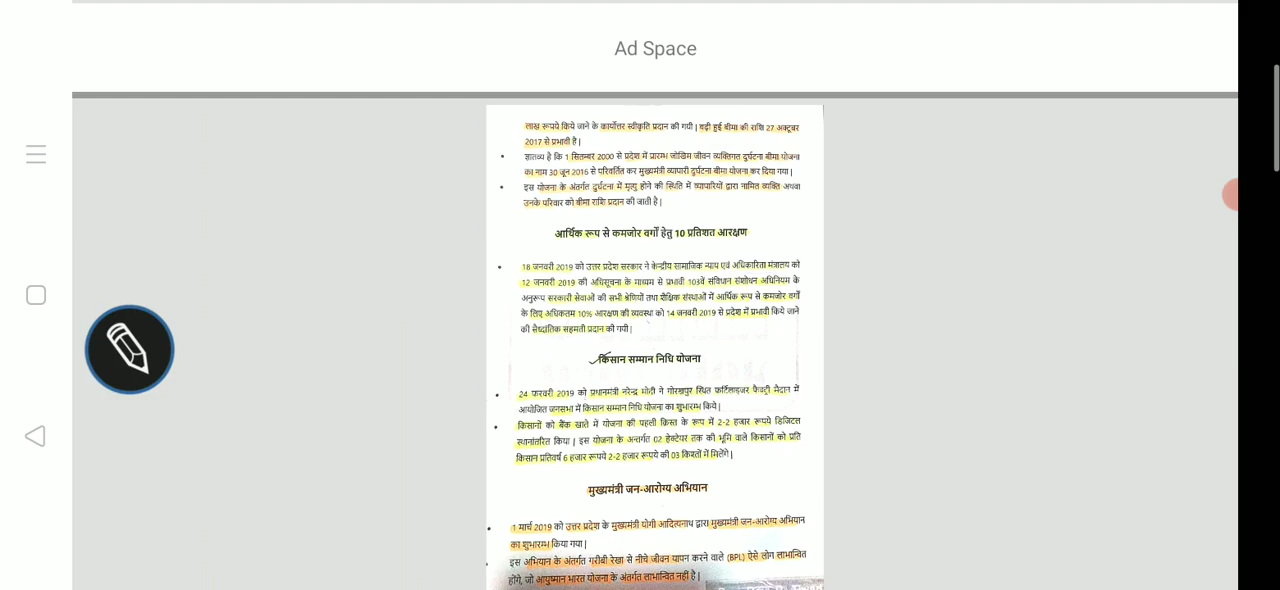 Ad Space
लाख रूपये किये जाने के कार्योत्तर स्वीकृति प्रदान की गयी | बढ़ी हुई बीमा की राशि 27 अक्टूबर
2017 से प्रभावी है |
• ज्ञातव्य है कि 1 सितम्बर 2000 से प्रदेश में प्रारम्भ जोखिम जीवन व्यक्तिगत दुर्घटना बीमा योजना
का नाम 30 जून 2016 से परिवर्तित कर मुख्यमंत्री व्यापारी दुर्घटना बीमा योजना कर दिया गया |
• इस योजना के अंतर्गत दुर्घटना में मृत्यु होने की स्थिति में व्यापारियों द्वारा नामित व्यक्ति अथवा
उनके परिवार को बीमा राशि प्रदान की जाती है |
आर्थिक रूप से कमजोर वर्गों हेतु 10 प्रतिशत आरक्षण
• 18 जनवरी 2019 को उत्तर प्रदेश सरकार ने केन्द्रीय सामाजिक न्याय एवं अधिकारिता मंत्रालय को
12 जनवरी 2019 की अधिसूचना के माध्यम से प्रभावी 103वें संविधान संशोधन अधिनियम के
अनुरूप सरकारी सेवाओं की सभी श्रेणियों तथा शैक्षिक संस्थाओं में आर्थिक रूप से कमजोर वर्गों
के लिए अधिकतम 10% आरक्षण की व्यवस्था को 14 जनवरी 2019 से प्रदेश में प्रभावी किये जाने
की सैध्दांतिक सहमती प्रदान की गयी |
किसान सम्मान निधि योजना
• 24 फरवरी 2019 को प्रधानमंत्री नरेन्द्र मोदी ने गोरखपुर स्थित फर्टिलाइजर फैक्ट्री मैदान में
आयोजित जनसभा में किसान सम्मान निधि योजना का शुभारम्भ किये |
• किसानों को बैंक खाते में योजना की पहली क़िस्त के रूप में 2-2 हजार रूपये डिजिटल
स्थानांतरित किया | इस योजना के अन्तर्गत 02 हेक्टेयर तक की भूमि वाले किसानों को प्रति
किसान प्रतिवर्ष 6 हजार रूपये 2-2 हजार रूपये की 03 किश्तों में मिलेंगे |
मुख्यमंत्री जन-आरोग्य अभियान
• 1 मार्च 2019 को उत्तर प्रदेश के मुख्यमंत्री योगी आदित्यनाथ द्वारा मुख्यमंत्री जन-आरोग्य अभियान
का शुभारम्भ किया गया |
• इस अभियान के अंतर्गत गरीबी रेखा से नीचे जीवन यापन करने वाले (BPL) ऐसे लोग लाभान्वित
होंगे, जो आयुष्मान भारत योजना के अंतर्गत लाभान्वित नहीं है |